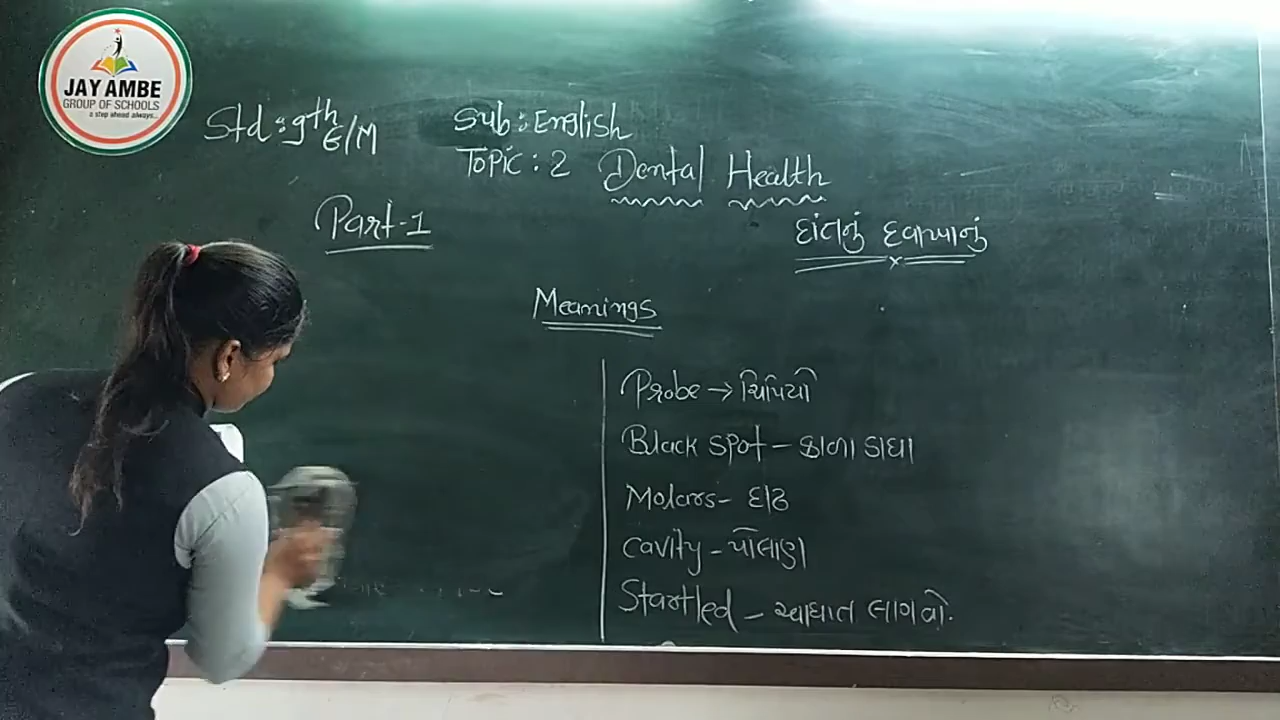 JAY AMBE
GROUP OF SCHOOLS
a step ahead always...
Std : 9th E/M
Sub : English
Topic : 2 Dental Health
Part-1
દાંતનું દવાખાનું
Meanings
Probe → ચિપિયો
Black spot - કાળા ડાઘા
Molars - દાઢ
Cavity - પોલાણ
Startled - આઘાત લાગવો.